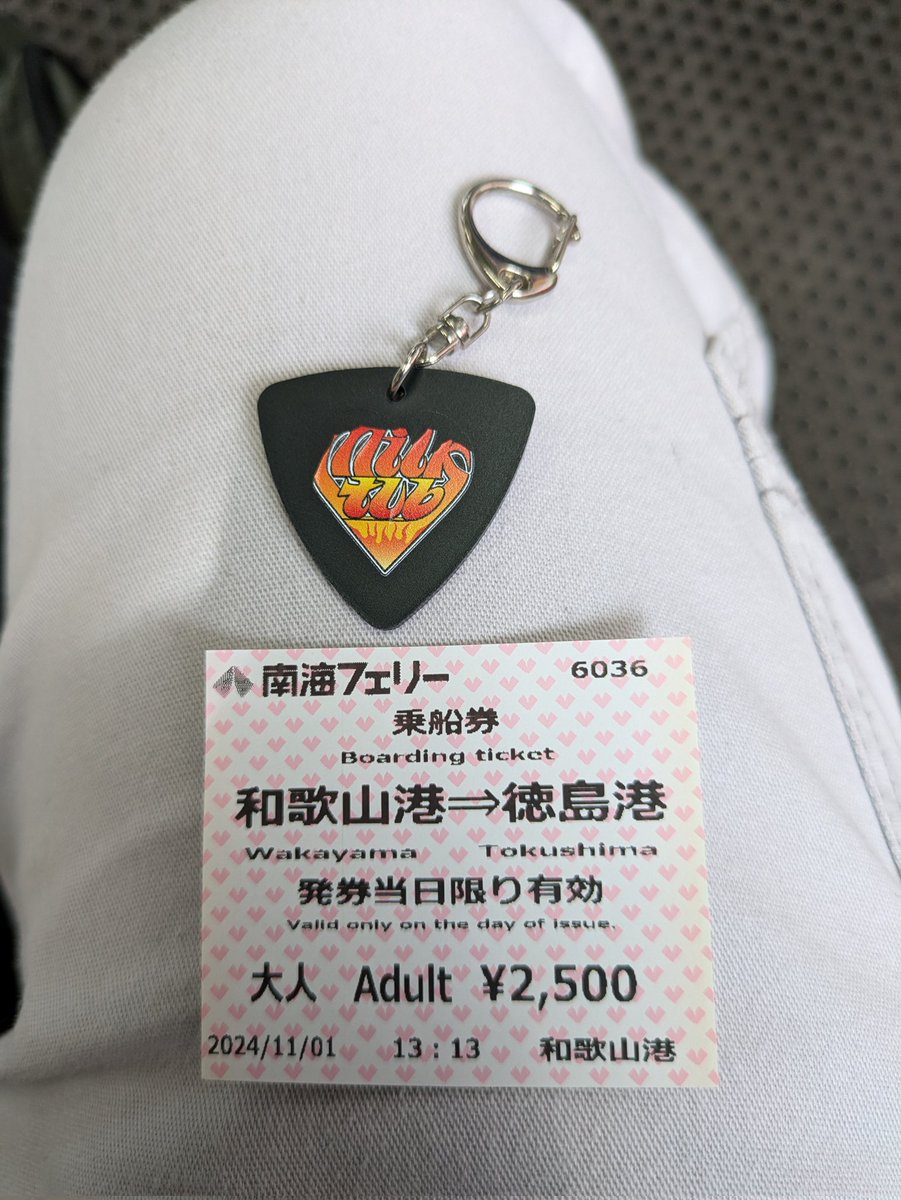 Milk
tub
南海フェリー 6036
乗船券
Boarding ticket
和歌山港⇒徳島港
Wakayama Tokushima
発券当日限り有効
Valid only on the day of issue.
大人 Adult ¥2,500
2024/11/01 13:13 和歌山港